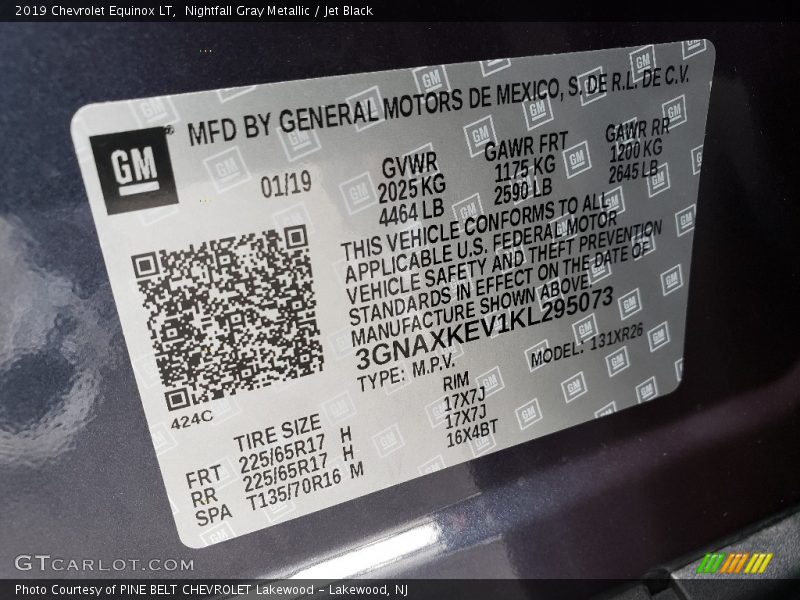 2019 Chevrolet Equinox LT,  Nightfall Gray Metallic / Jet Black
GM
MFD BY GENERAL MOTORS DE MEXICO, S. DE R.L. DE C.V.
01/19
GVWR GAWR FRT GAWR RR
2025 KG 1175 KG 1200 KG
4464 LB 2590 LB 2645 LB
THIS VEHICLE CONFORMS TO ALL
APPLICABLE U.S. FEDERAL MOTOR
VEHICLE SAFETY AND THEFT PREVENTION
STANDARDS IN EFFECT ON THE DATE OF
MANUFACTURE SHOWN ABOVE.
3GNAXKEV1KL295073
TYPE: M.P.V. MODEL: 131XR26
424C
TIRE SIZE RIM
FRT 225/65R17 H 17X7J
RR 225/65R17 H 17X7J
SPA T135/70R16 M 16X4BT
GTCARLOT.COM
Photo Courtesy of PINE BELT CHEVROLET Lakewood - Lakewood, NJ